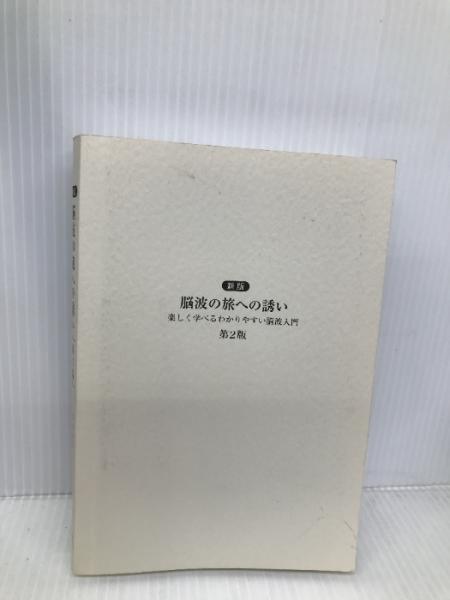 新版
脳波の旅への誘い
楽しく学べるわかりやすい脳波入門
第2版